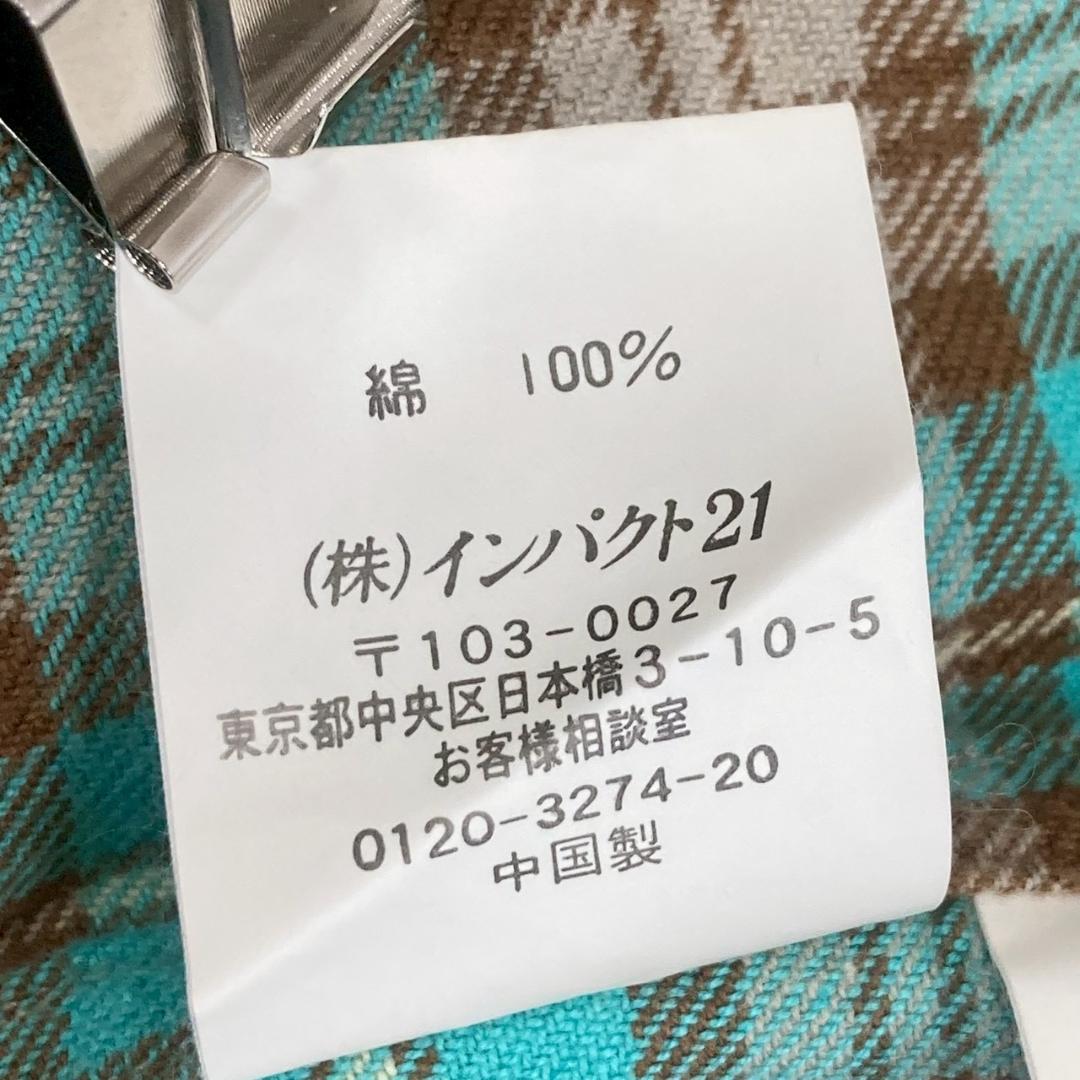 綿 100%
(株)インパクト21
〒103-0027
東京都中央区日本橋3-10-5
お客様相談室
0120-3274-20
中国製